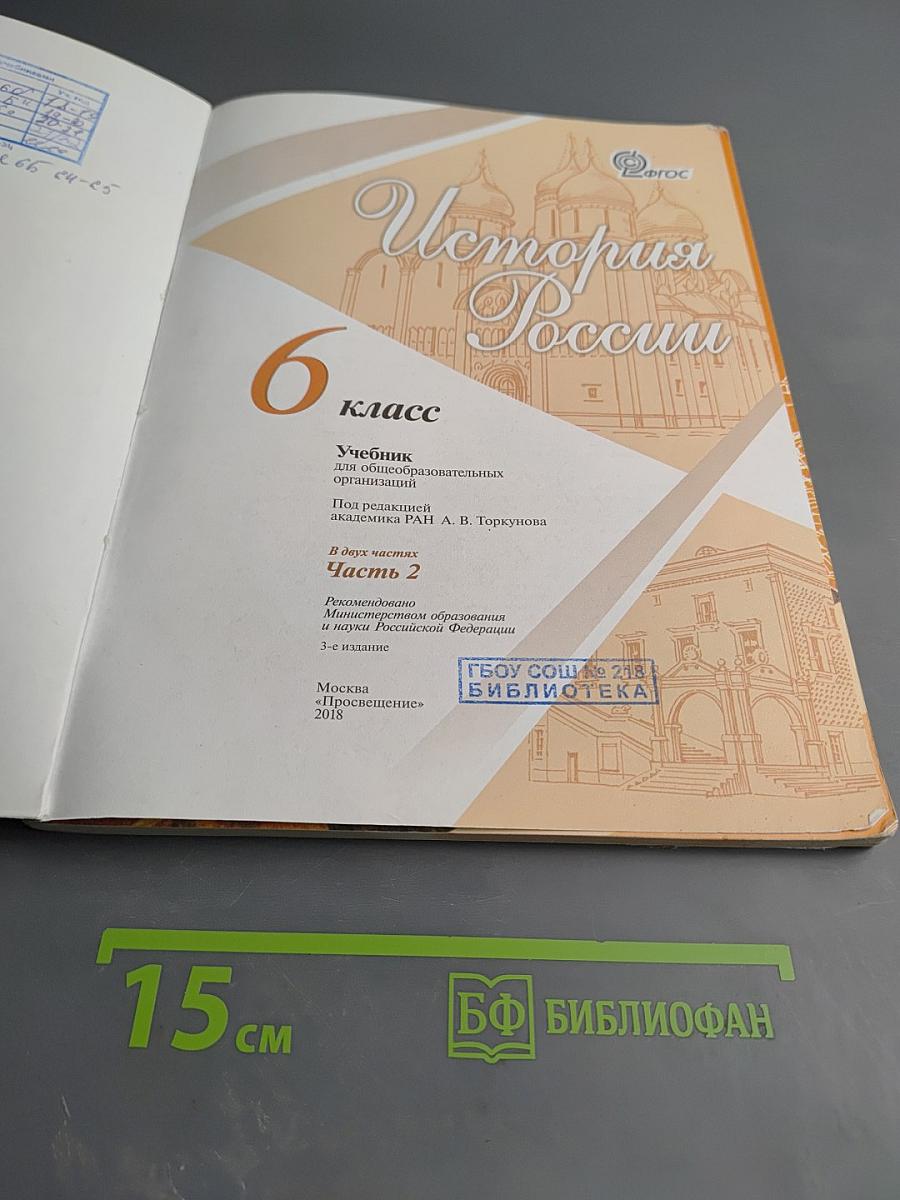 24-25
ФГОС
История
России
6 класс
Учебник
для общеобразовательных
организаций
Под редакцией
академика РАН А. В. Торкунова
В двух частях
Часть 2
Рекомендовано
Министерством образования
и науки Российской Федерации
3-е издание
Москва
«Просвещение»
2018
ГБОУ СОШ № 218
БИБЛИОТЕКА
15 см
БФ БИБЛИОФАН